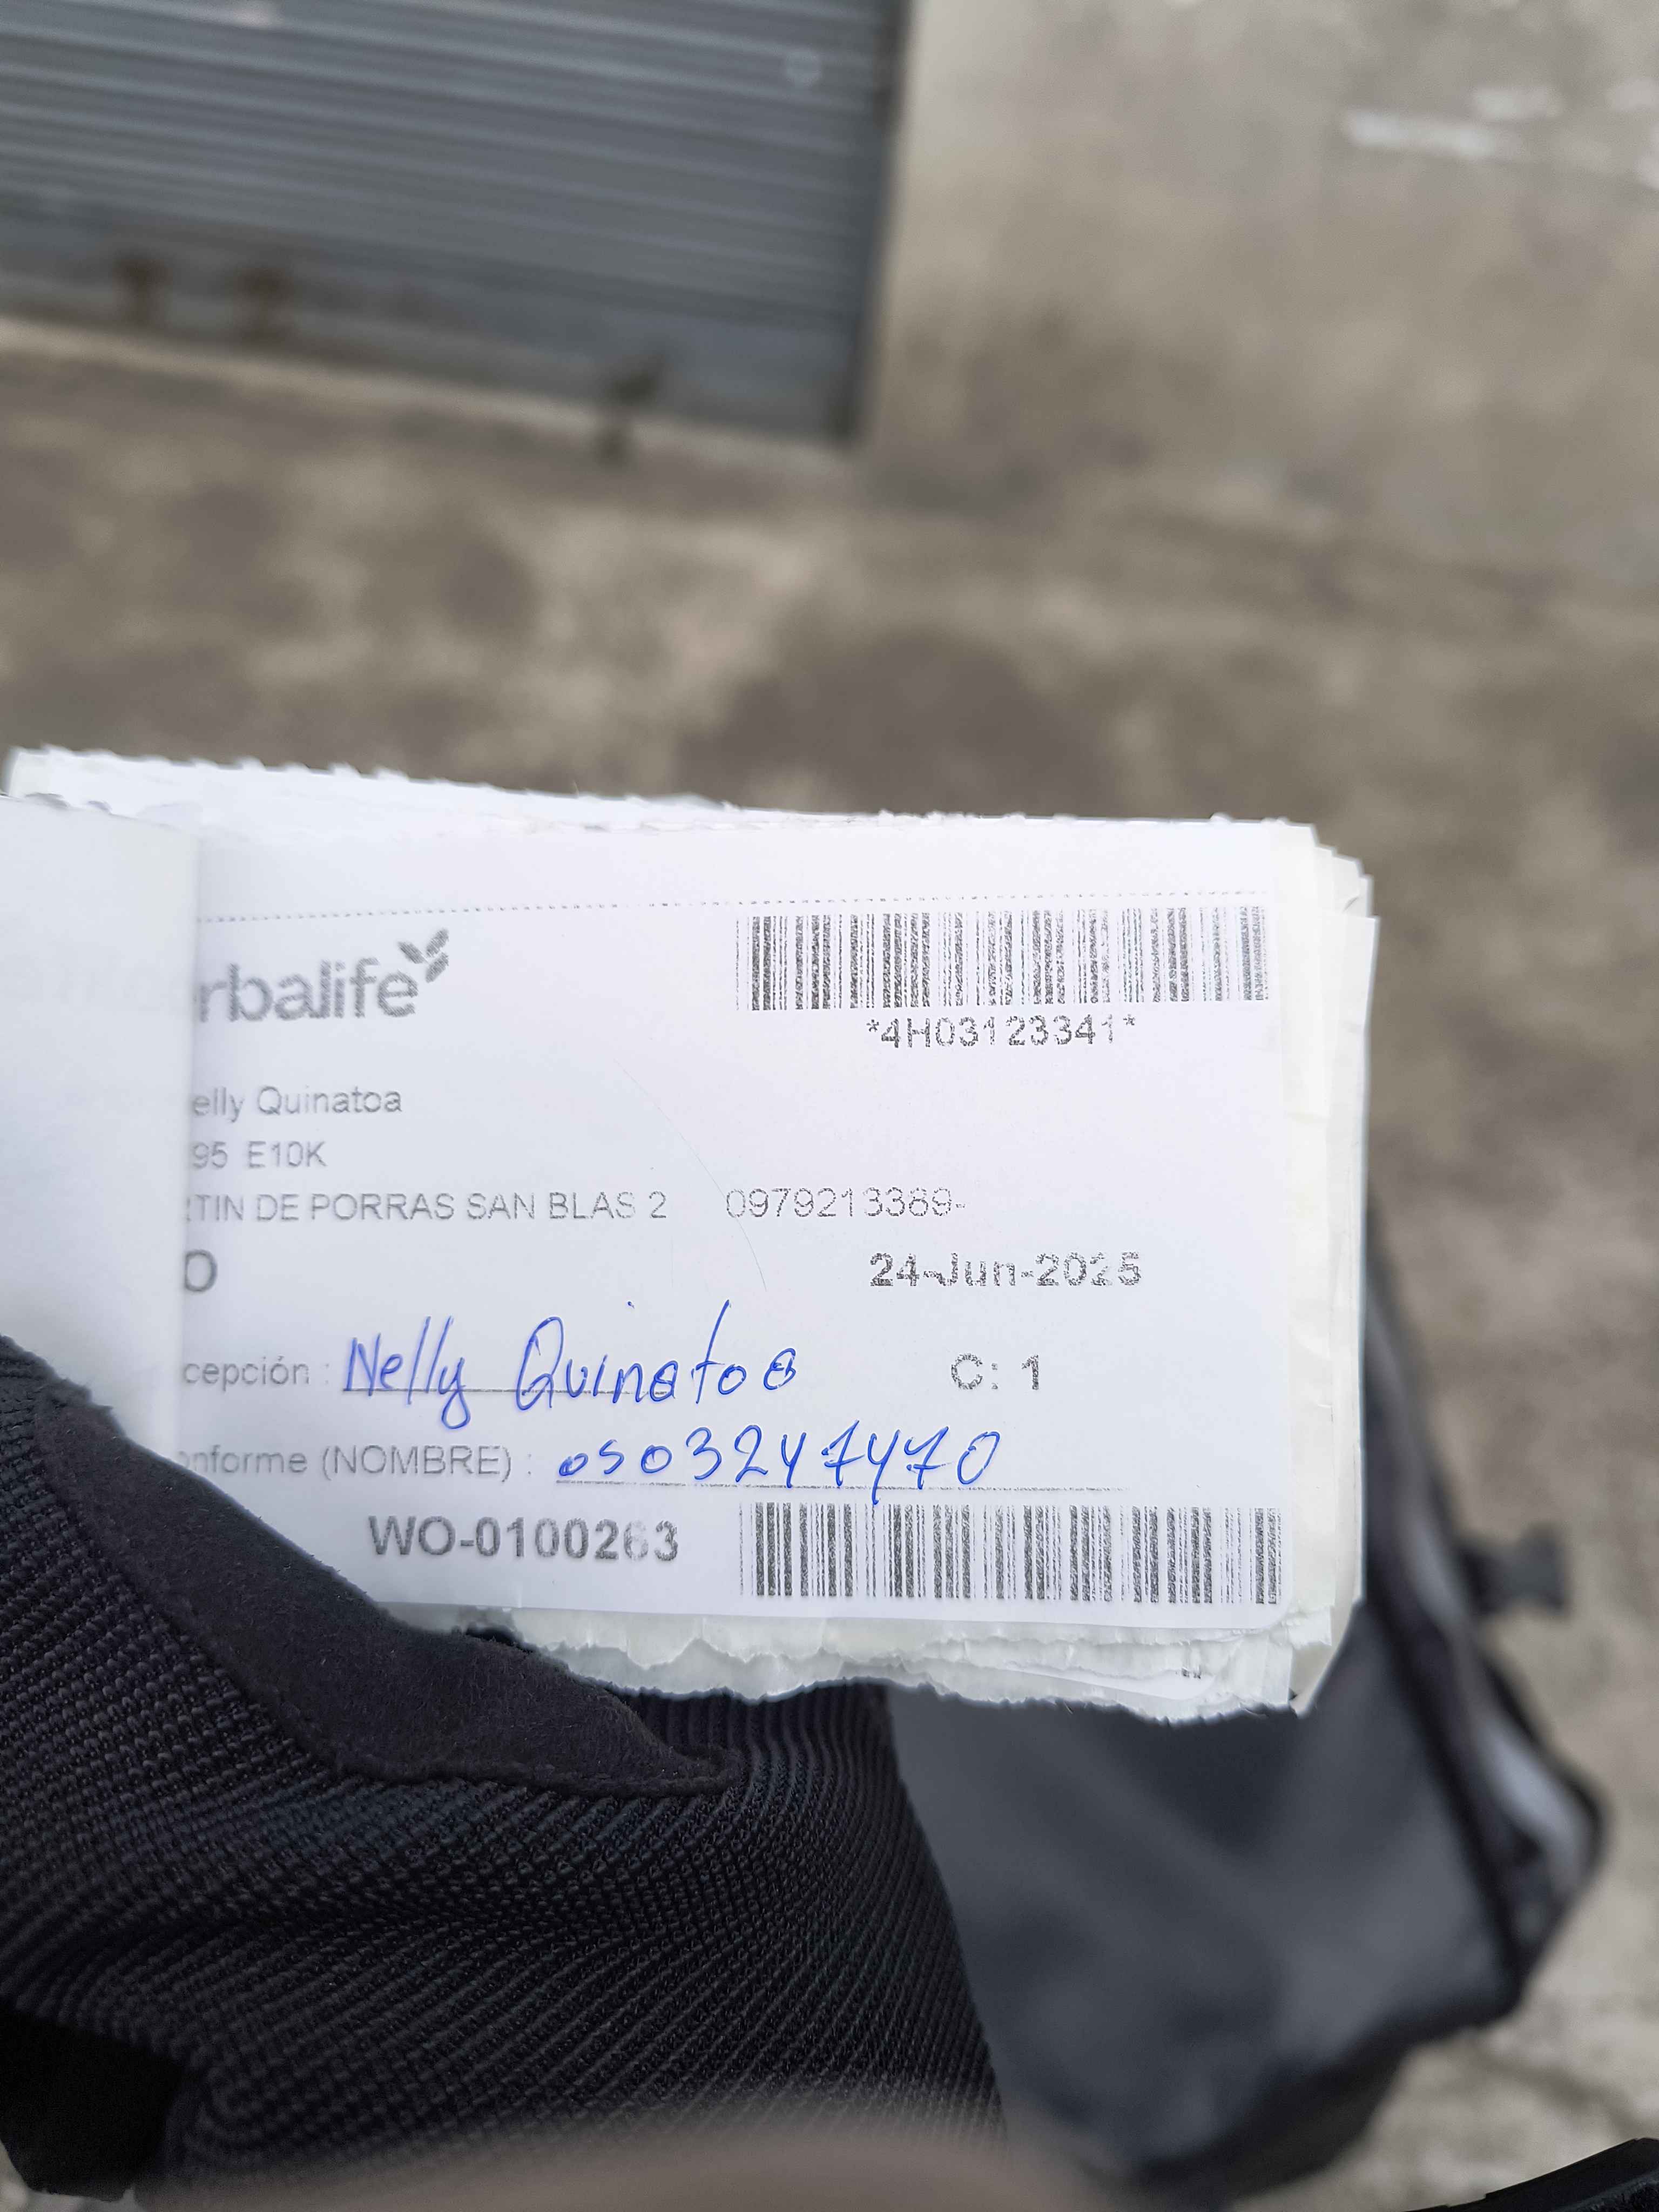 rbalife
*4H03123341*
elly Quinatoa
95 E10K
TIN DE PORRAS SAN BLAS 2 0979213389-
O
24-Jun-2025
cepción : Nelly Quinatoa C: 1
onforme (NOMBRE) : 0503247470
WO-0100263